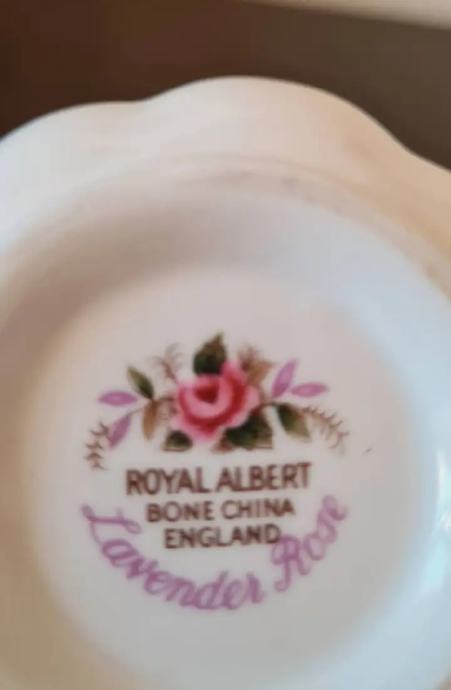 ROYAL ALBERT
BONE CHINA
ENGLAND
Lavender Rose